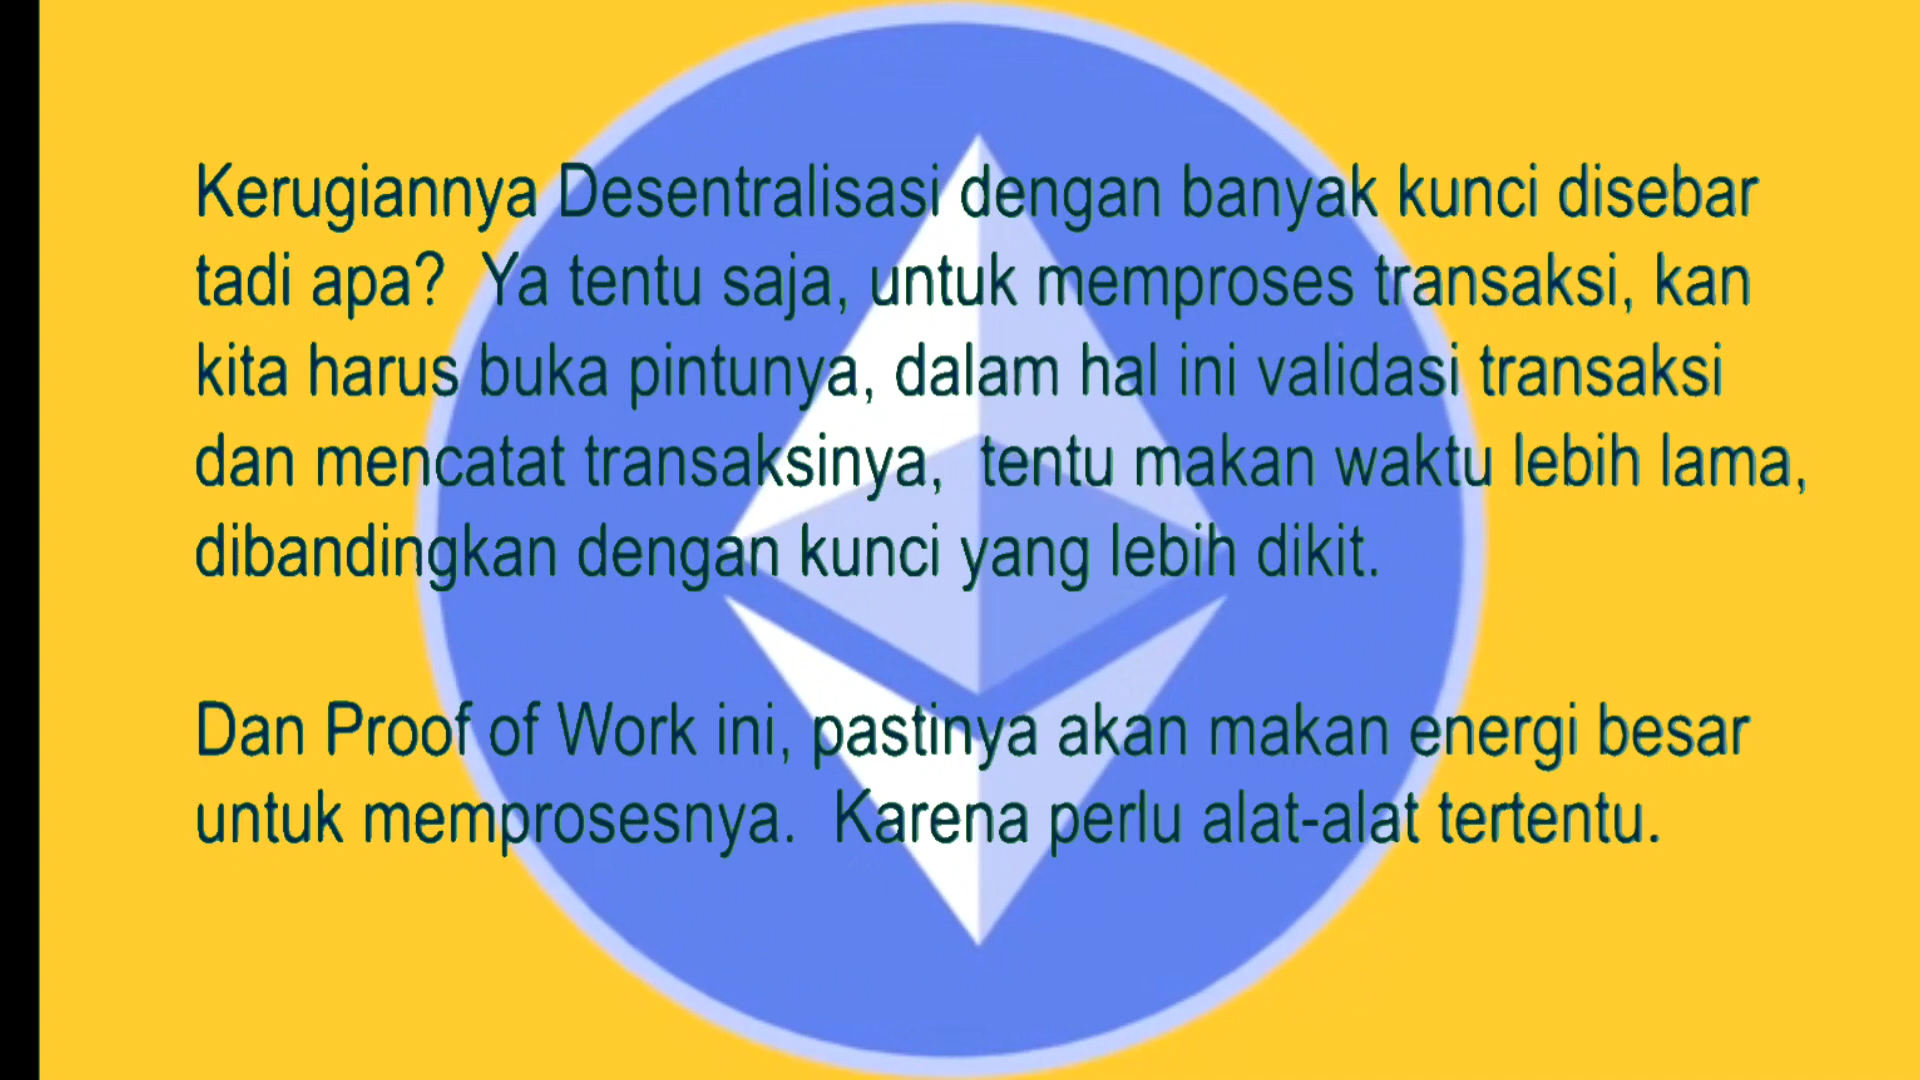 Kerugiannya Desentralisasi dengan banyak kunci disebar
tadi apa?  Ya tentu saja, untuk memproses transaksi, kan
kita harus buka pintunya, dalam hal ini validasi transaksi
dan mencatat transaksinya,  tentu makan waktu lebih lama,
dibandingkan dengan kunci yang lebih dikit.

Dan Proof of Work ini, pastinya akan makan energi besar
untuk memprosesnya.  Karena perlu alat-alat tertentu.